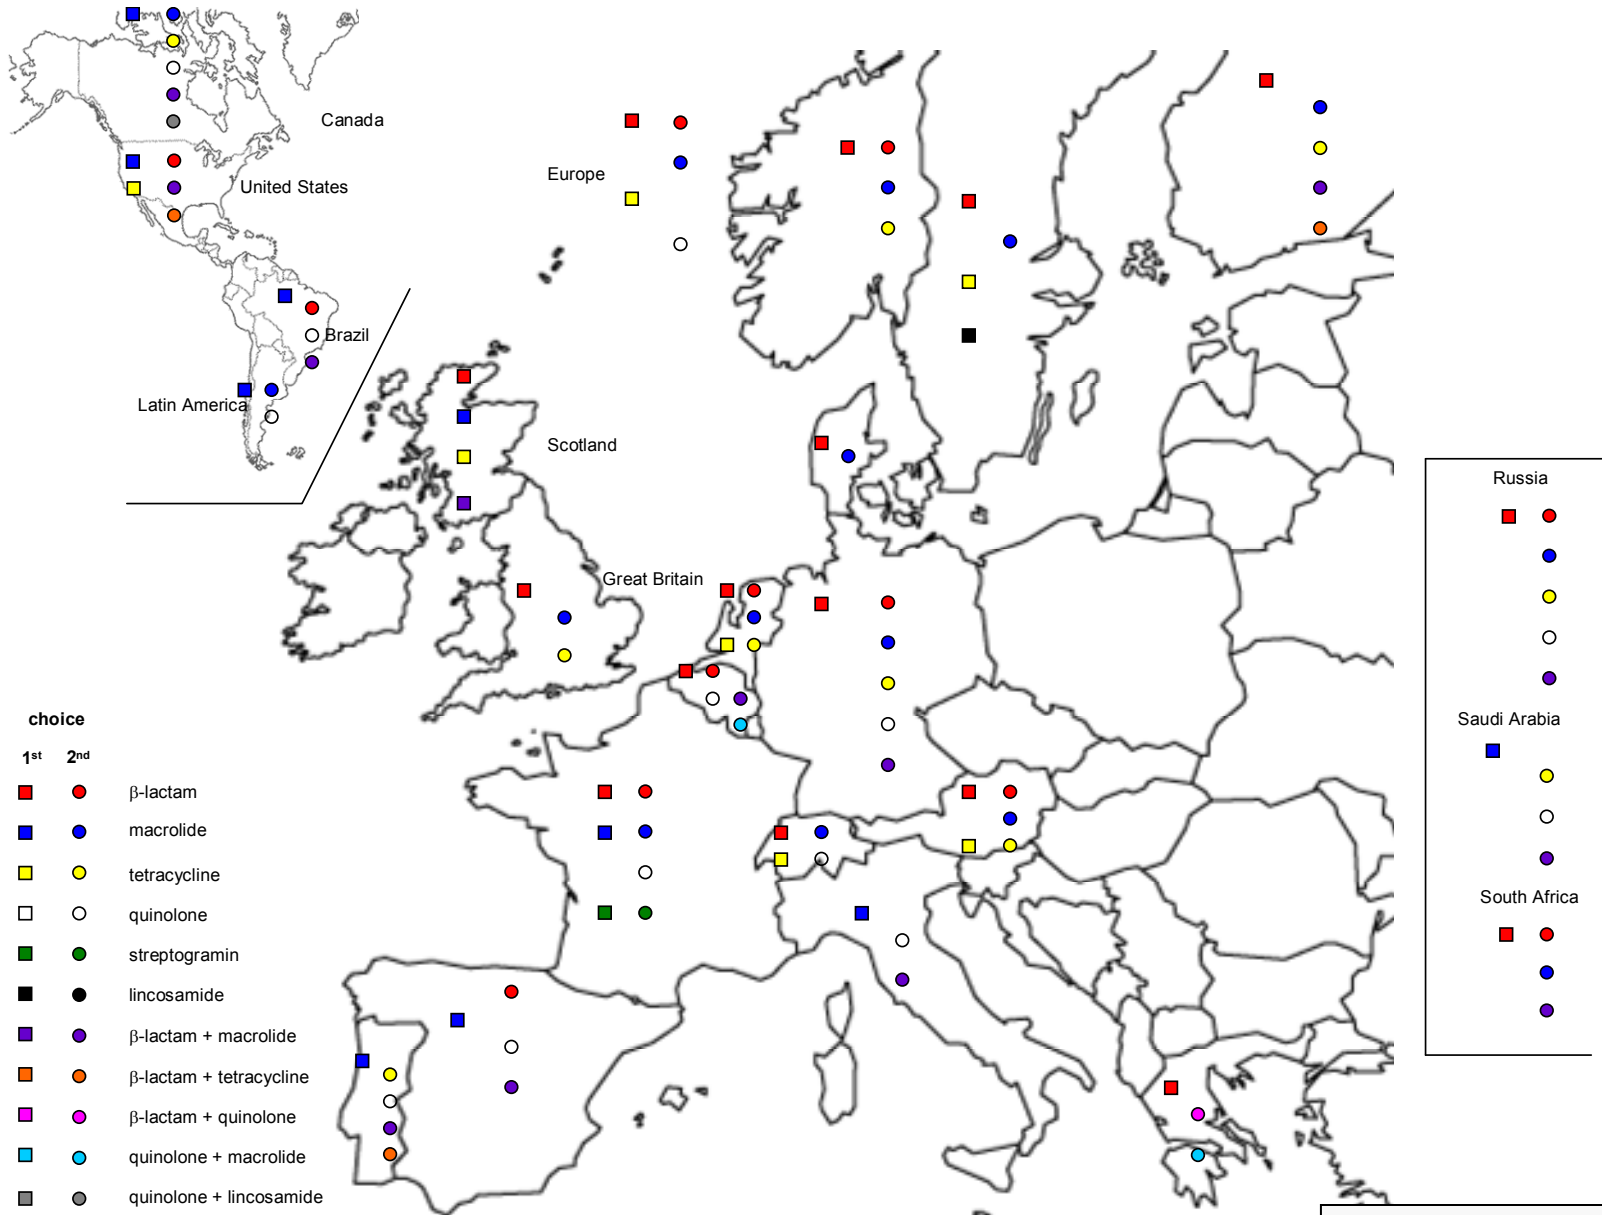 Canada
United States
Europe
Brazil
Latin America
Scotland
Great Britain
Russia
Saudi Arabia
South Africa
choice
1st 2nd
β-lactam
macrolide
tetracycline
quinolone
streptogramin
lincosamide
β-lactam + macrolide
β-lactam + tetracycline
β-lactam + quinolone
quinolone + macrolide
quinolone + lincosamide